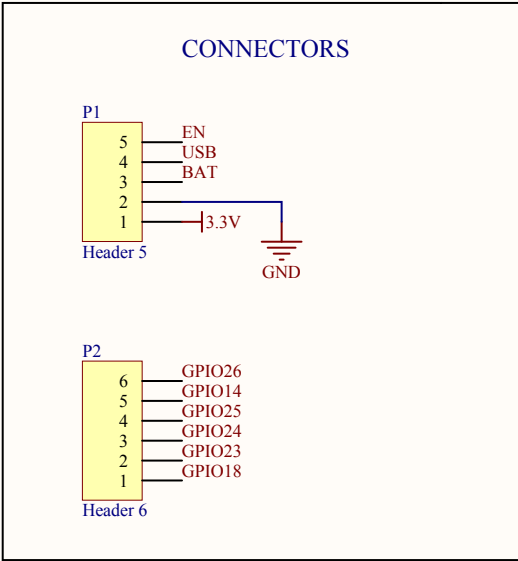 CONNECTORS
P1
5 EN
4 USB
3 BAT
2
1 3.3V
Header 5
GND
P2
6 GPIO26
5 GPIO14
4 GPIO25
3 GPIO24
2 GPIO23
1 GPIO18
Header 6